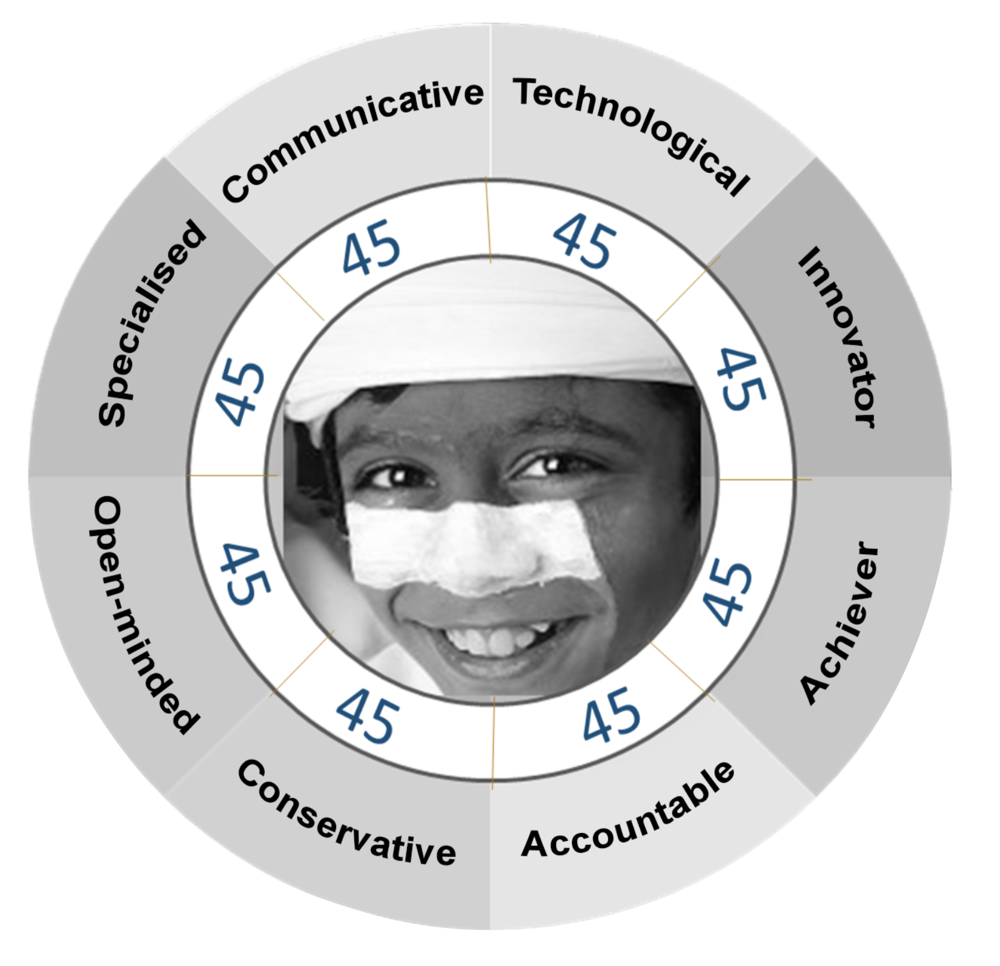 Technological
Innovator
Achiever
Accountable
Conservative
Open-minded
Specialised
Communicative
45
45
45
45
45
45
45
45